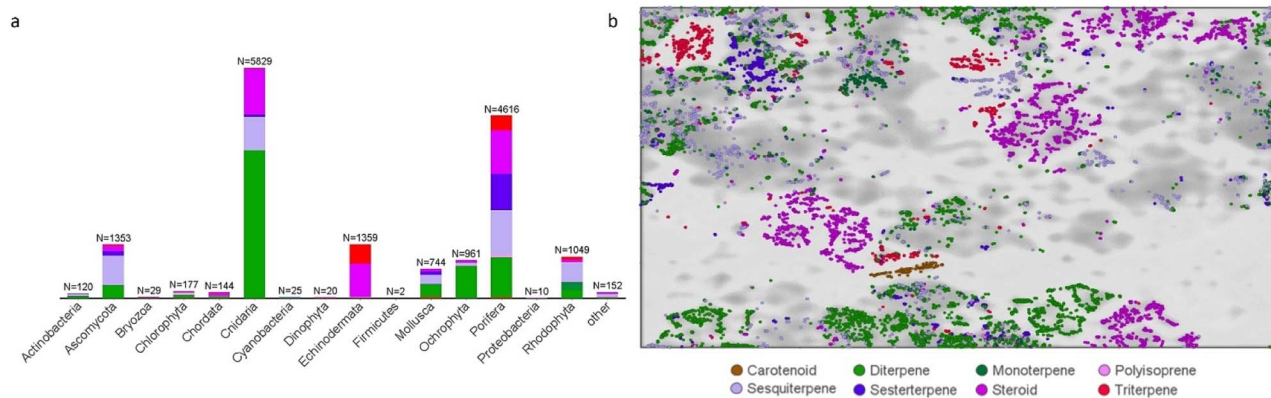 a
b
N=120
N=1353
N=29
N=177
N=144
N=5829
N=25
N=20
N=1359
N=2
N=744
N=961
N=4616
N=10
N=1049
N=152
Actinobacteria
Ascomycota
Bryozoa
Chlorophyta
Chordata
Cnidaria
Cyanobacteria
Dinophyta
Echinodermata
Firmicutes
Mollusca
Ochrophyta
Porifera
Proteobacteria
Rhodophyta
other
Carotenoid Diterpene Monoterpene Polyisoprene
Sesquiterpene Sesterterpene Steroid Triterpene